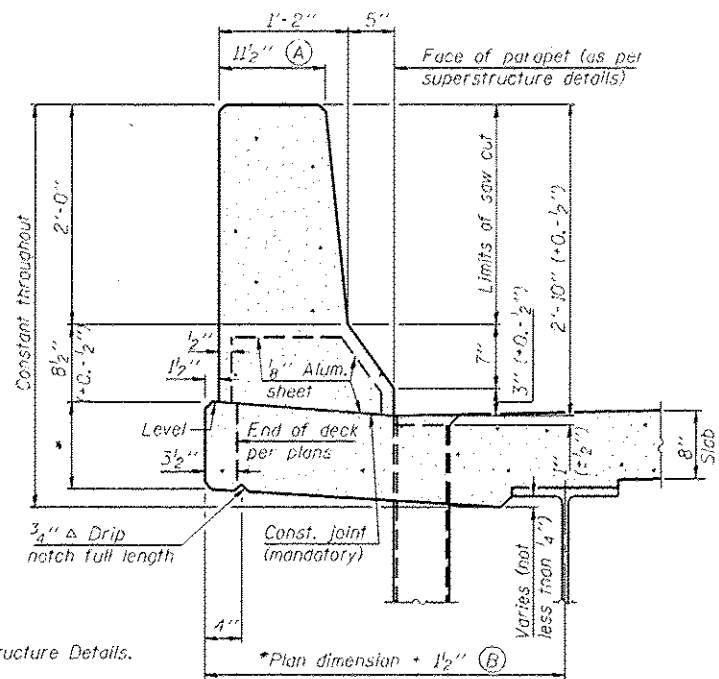 1'-2"
5"
11½" (A)
Face of parapet (as per
superstructure details)
Constant throughout
2'-0"
8½"
(+0,-½")
*
Limits of saw cut
7"
3" (+0,-½")
2'-10" (+0,-½")
½"
1½"
⅛" Alum.
sheet
Level
End of deck
per plans
3½"
1"
(±½")
8"
Slab
¾" Δ Drip
notch full length
Const. joint
(mandatory)
Varies (not
less than ¼")
4"
ructure Details.
*Plan dimension + 1½" (B)